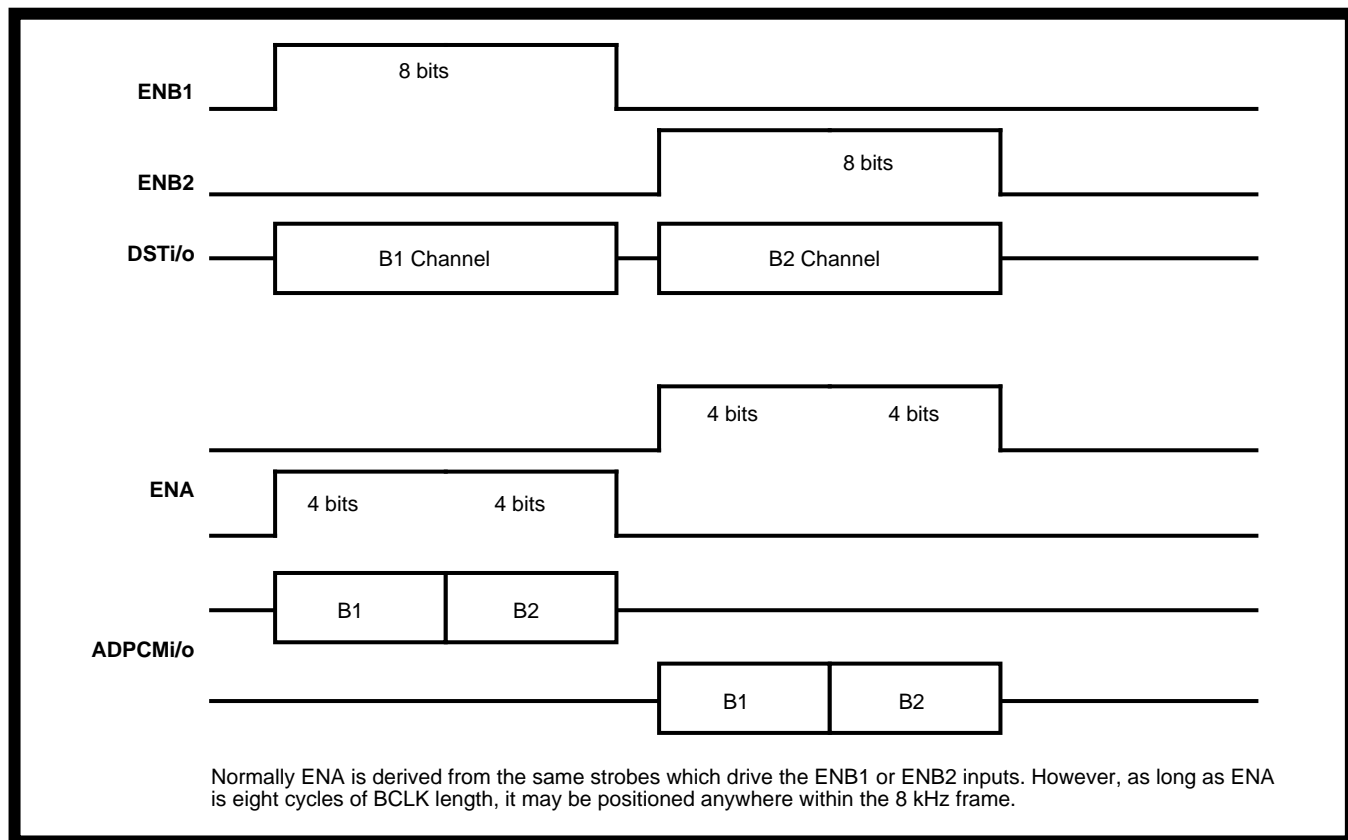 8 bits
ENB1
8 bits
ENB2
DSTi/o
B1 Channel
B2 Channel
4 bits
4 bits
ENA
4 bits
4 bits
B1
B2
ADPCMi/o
B1
B2
Normally ENA is derived from the same strobes which drive the ENB1 or ENB2 inputs. However, as long as ENA
is eight cycles of BCLK length, it may be positioned anywhere within the 8 kHz frame.